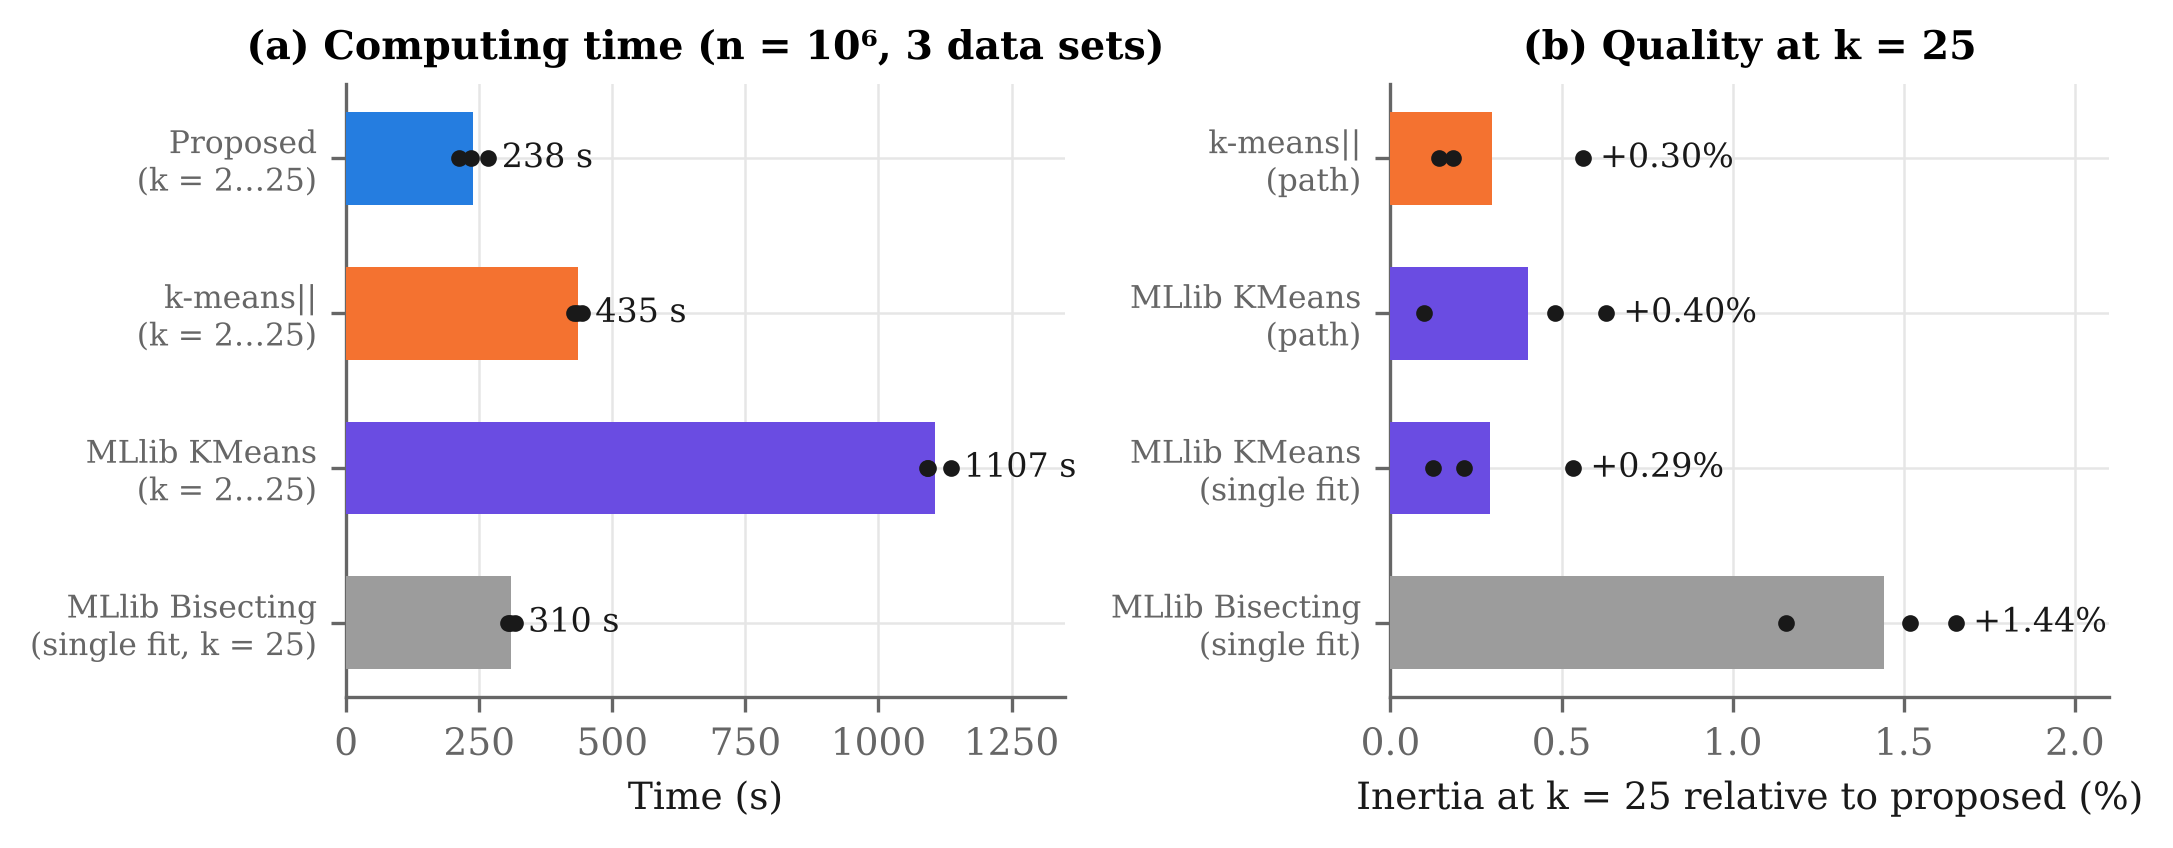 (a) Computing time (n = 10⁶, 3 data sets)
Proposed
(k = 2...25)
238 s
k-means||
(k = 2...25)
435 s
MLlib KMeans
(k = 2...25)
1107 s
MLlib Bisecting
(single fit, k = 25)
310 s
0 250 500 750 1000 1250
Time (s)
(b) Quality at k = 25
k-means||
(path)
+0.30%
MLlib KMeans
(path)
+0.40%
MLlib KMeans
(single fit)
+0.29%
MLlib Bisecting
(single fit)
+1.44%
0.0 0.5 1.0 1.5 2.0
Inertia at k = 25 relative to proposed (%)